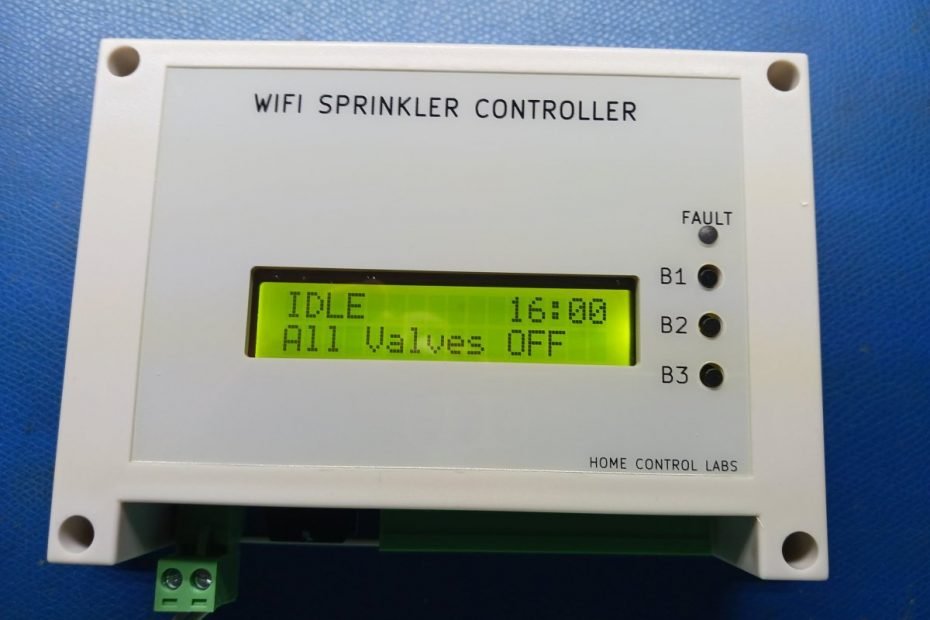 WIFI SPRINKLER CONTROLLER
FAULT
IDLE 16:00
All Valves OFF
B1
B2
B3
HOME CONTROL LABS